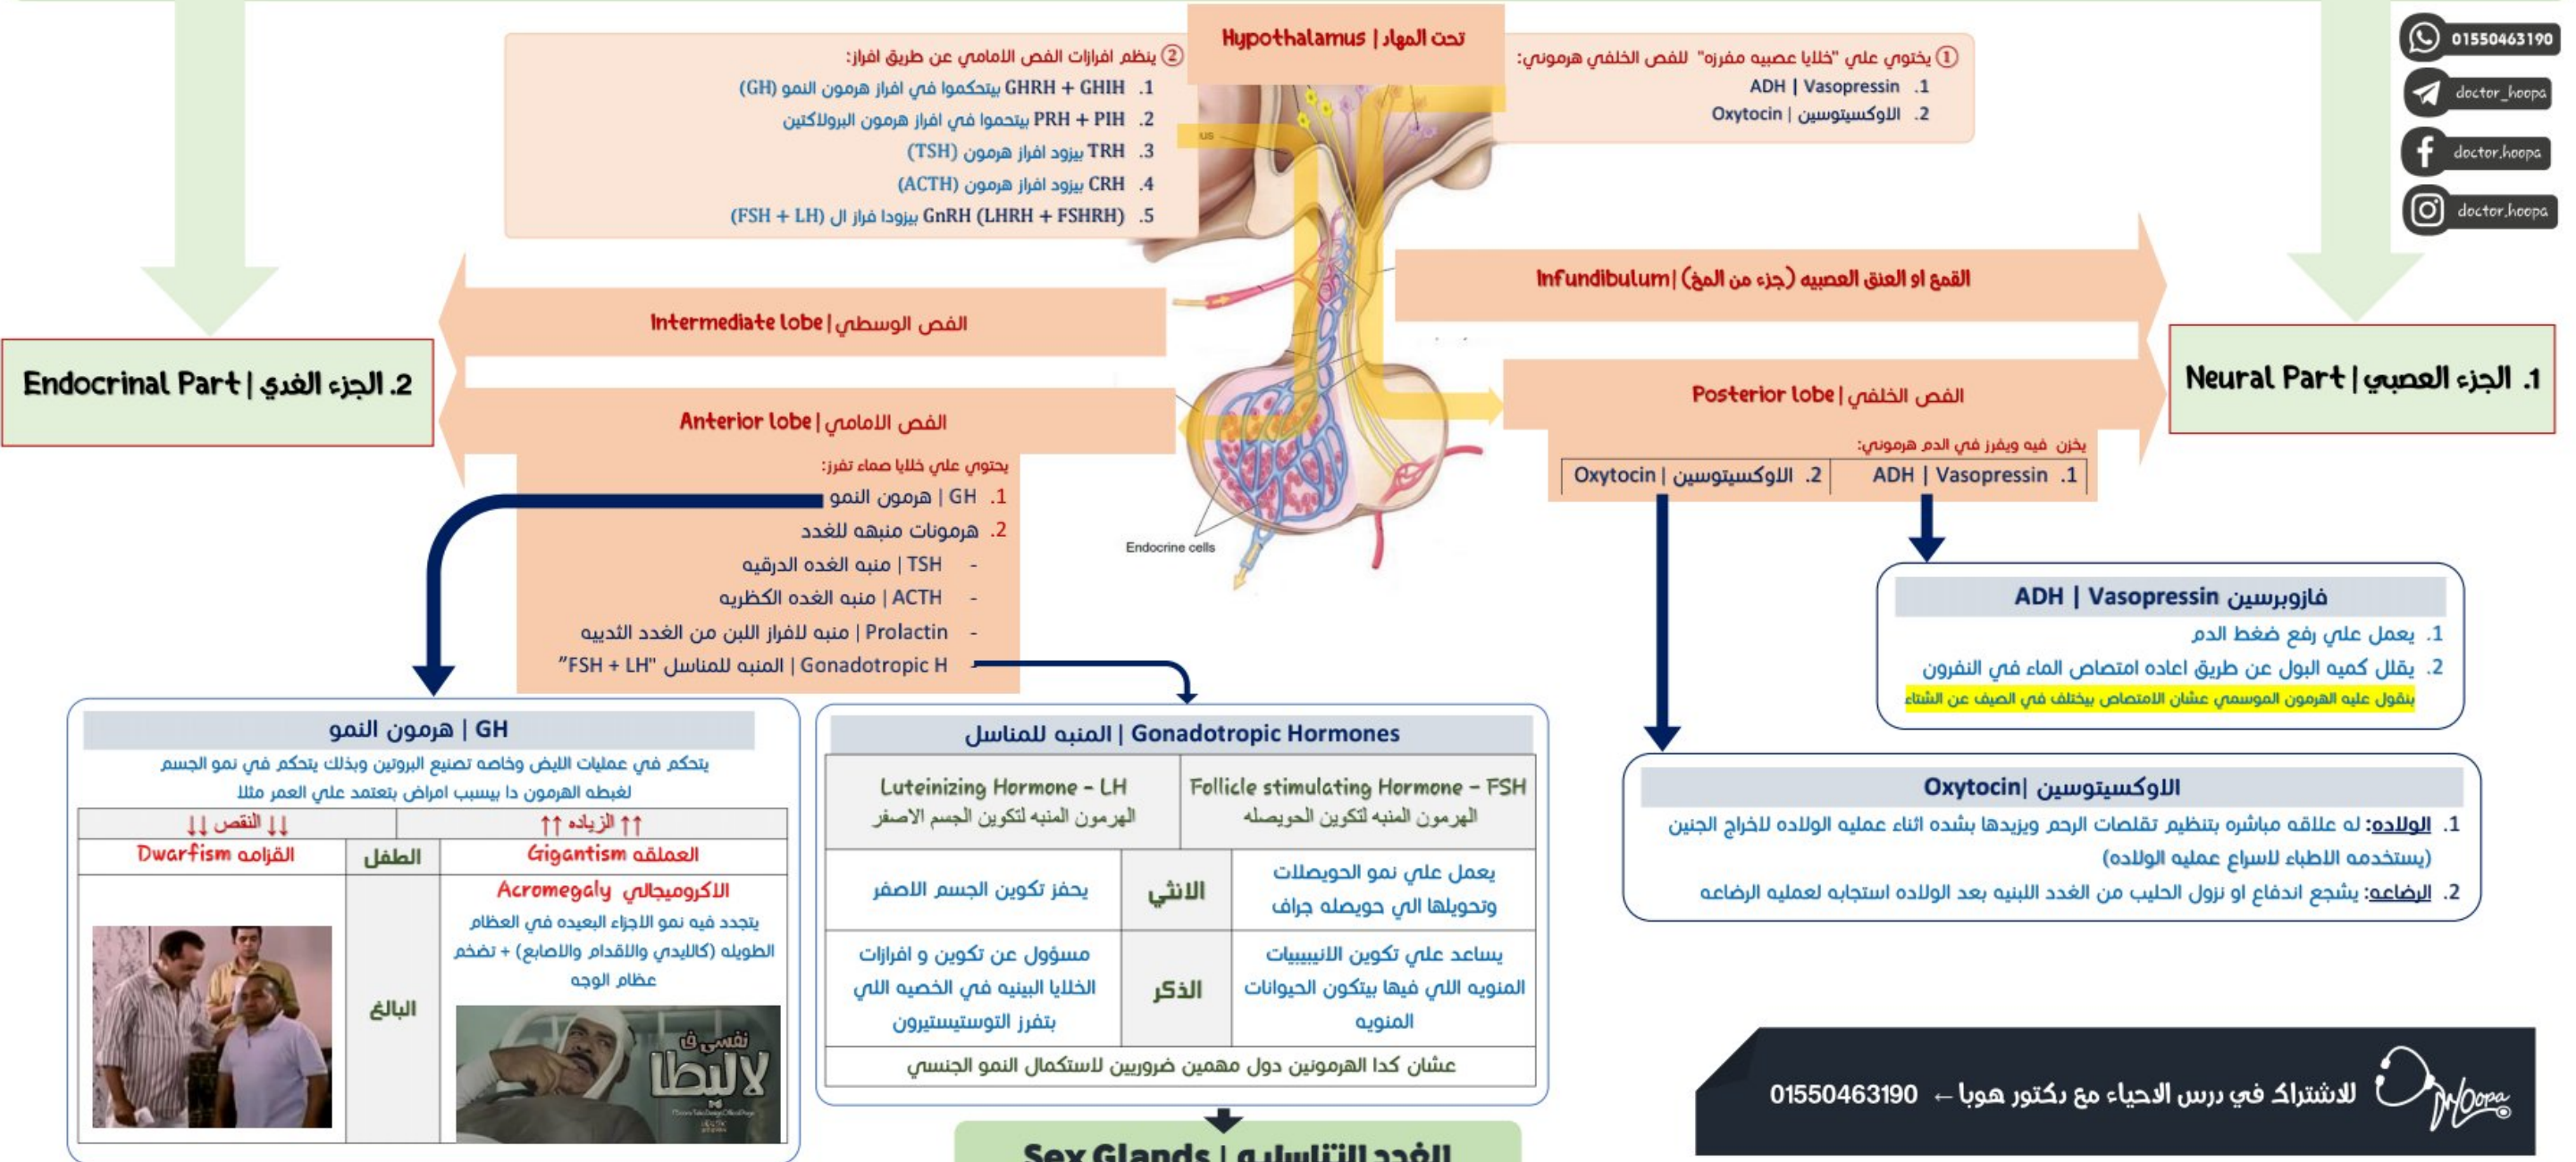 تحت المهاد | Hypothalamus
① يختوي علي "خلايا عصبيه مفرزه" للفص الخلفي هرموني:
1. ADH | Vasopressin
2. الاوكسيتوسين | Oxytocin
② ينظم افرازات الفص الامامي عن طريق افراز:
1. GHRH + GHIH بيتحكموا في افراز هرمون النمو (GH)
2. PRH + PIH بيتحموا في افراز هرمون البرولاكتين
3. TRH بيزود افراز هرمون (TSH)
4. CRH بيزود افراز هرمون (ACTH)
5. GnRH (LHRH + FSHRH) بيزودا فراز ال (FSH + LH)
01550463190
doctor_hoopa
doctor.hoopa
doctor.hoopa
us
القمع او العنق العصبيه (جزء من المخ) | Infundibulum
الفص الوسطي | Intermediate lobe
1. الجزء العصبي | Neural Part
2. الجزء الغدي | Endocrinal Part
الفص الخلفي | Posterior lobe
يخزن فيه ويفرز في الدم هرموني:
1. ADH | Vasopressin
2. الاوكسيتوسين | Oxytocin
الفص الامامي | Anterior lobe
يحتوي علي خلايا صماء تفرز:
1. GH | هرمون النمو
2. هرمونات منبهه للغدد
- TSH | منبه الغده الدرقيه
- ACTH | منبه الغده الكظريه
- Prolactin | منبه لافراز اللبن من الغدد الثدييه
- Gonadotropic H | المنبه للمناسل "FSH + LH"
Endocrine cells
فازوبرسين ADH | Vasopressin
1. يعمل علي رفع ضغط الدم
2. يقلل كميه البول عن طريق اعاده امتصاص الماء في النفرون
بنقول عليه الهرمون الموسمي عشان الامتصاص بيختلف في الصيف عن الشتاء
الاوكسيتوسين |Oxytocin
1. الولاده: له علاقه مباشره بتنظيم تقلصات الرحم ويزيدها بشده اثناء عمليه الولاده لاخراج الجنين
(يستخدمه الاطباء لاسراع عمليه الولاده)
2. الرضاعه: يشجع اندفاع او نزول الحليب من الغدد اللبنيه بعد الولاده استجابه لعمليه الرضاعه
Gonadotropic Hormones | المنبه للمناسل
Follicle stimulating Hormone – FSH
الهرمون المنبه لتكوين الحويصله
Luteinizing Hormone – LH
الهرمون المنبه لتكوين الجسم الاصفر
يعمل علي نمو الحويصلات
وتحويلها الي حويصله جراف
الانثي
يحفز تكوين الجسم الاصفر
يساعد علي تكوين الانيبيبيات
المنويه اللي فيها بيتكون الحيوانات
المنويه
الذكر
مسؤول عن تكوين و افرازات
الخلايا البينيه في الخصيه اللي
بتفرز التوستيستيرون
عشان كدا الهرمونين دول مهمين ضروريين لاستكمال النمو الجنسي
GH | هرمون النمو
يتحكم في عمليات الايض وخاصه تصنيع البروتين وبذلك يتحكم في نمو الجسم
لغبطه الهرمون دا بيسبب امراض بتعتمد علي العمر مثلا
↑↑ الزياده ↑↑
↓↓ النقص ↓↓
العملقه Gigantism
الطفل
القزامه Dwarfism
الاكروميجالي Acromegaly
يتجدد فيه نمو الاجزاء البعيده في العظام
الطويله (كالايدي والاقدام والاصابع) + تضخم
عظام الوجه
البالغ
نفسي ف
لاليطا
Sex Glands | الغدد التناسليه
للاشتراك في درس الاحياء مع دكتور هوبا ← 01550463190
Dr Hoopa